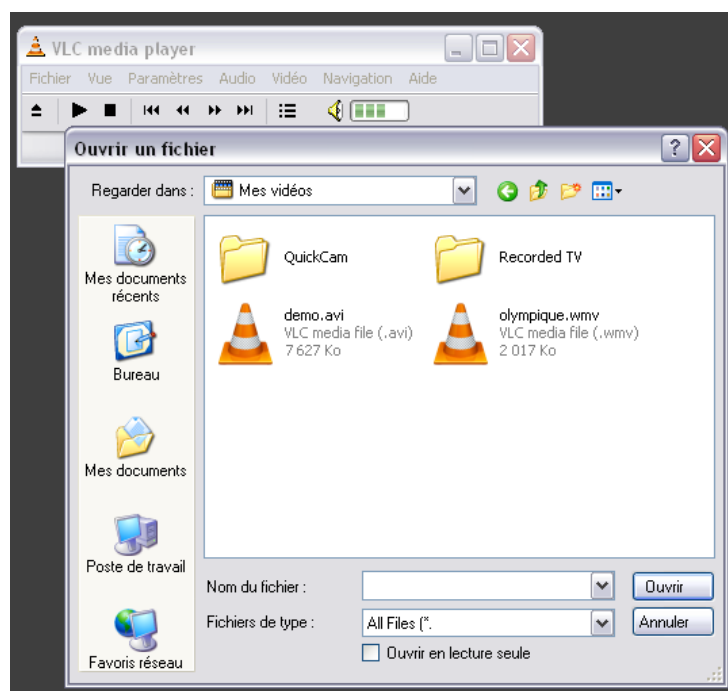 VLC media player
Fichier Vue Paramètres Audio Vidéo Navigation Aide
Ouvrir un fichier
Regarder dans : Mes vidéos
Mes documents
récents
Bureau
Mes documents
Poste de travail
Favoris réseau
QuickCam
Recorded TV
demo.avi
VLC media file (.avi)
7 627 Ko
olympique.wmv
VLC media file (.wmv)
2 017 Ko
Nom du fichier :
Ouvrir
Fichiers de type : All Files (*.
Annuler
Ouvrir en lecture seule